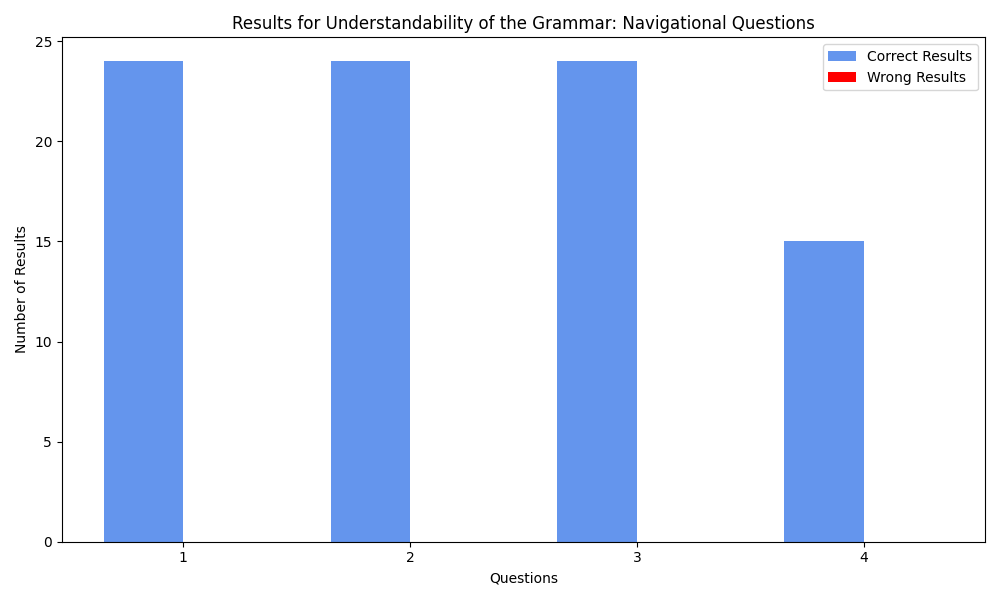 Results for Understandability of the Grammar: Navigational Questions
Correct Results
Wrong Results
Number of Results
25
20
15
10
5
0
1
2
3
4
Questions